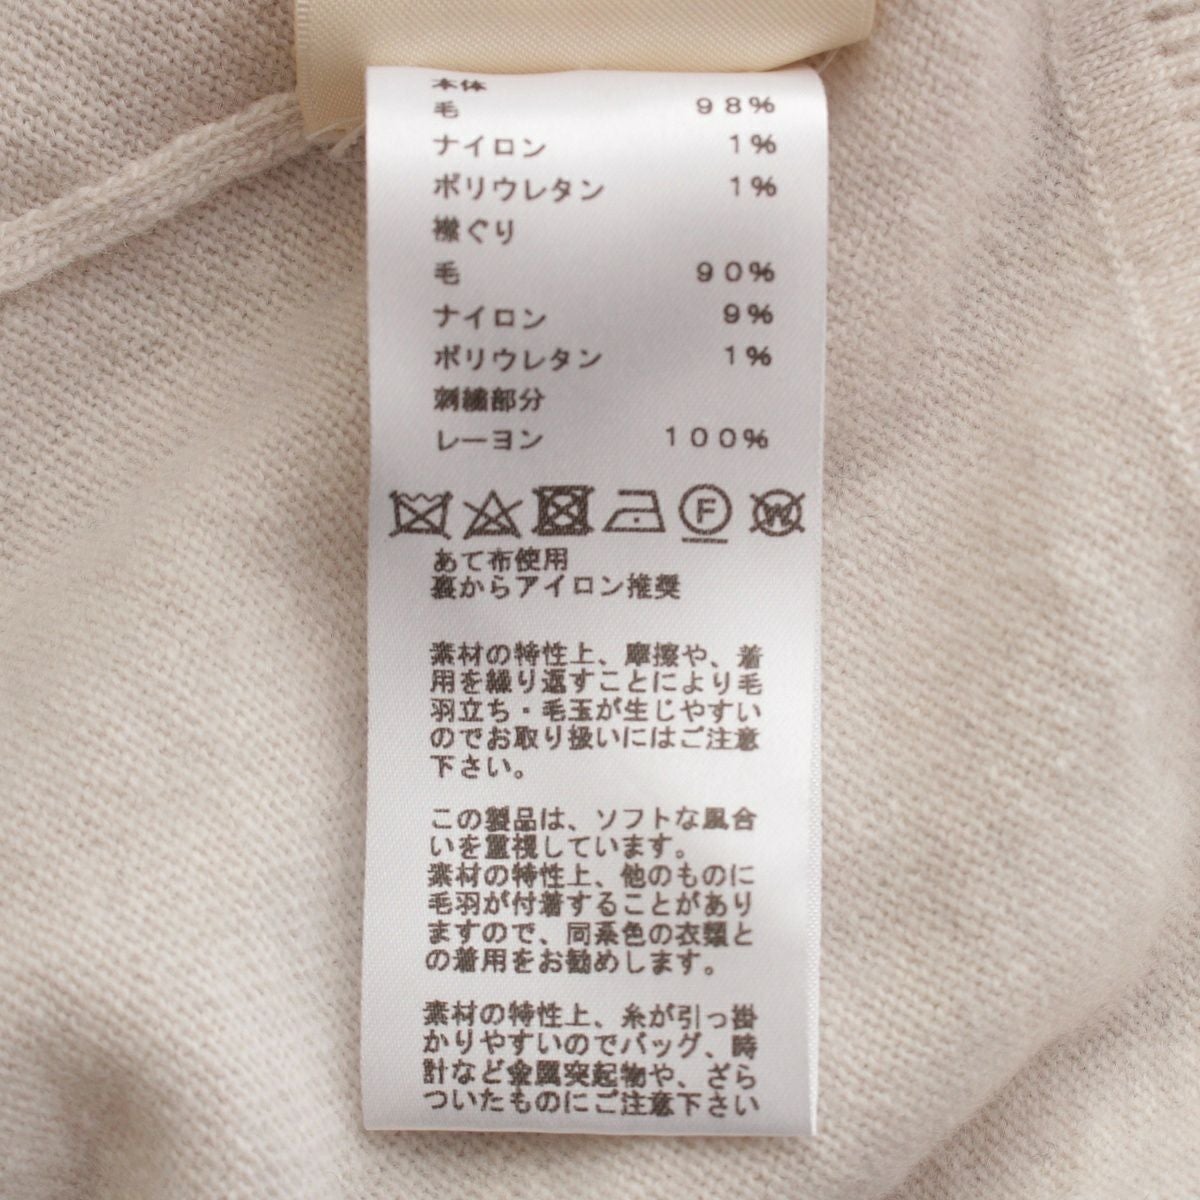 本体
毛 98%
ナイロン 1%
ポリウレタン 1%
襟ぐり
毛 90%
ナイロン 9%
ポリウレタン 1%
刺繍部分
レーヨン 100%
F W
あて布使用
裏からアイロン推奨
素材の特性上、摩擦や、着
用を繰り返すことにより毛
羽立ち・毛玉が生じやすい
のでお取り扱いにはご注意
下さい。
この製品は、ソフトな風合
いを重視しています。
素材の特性上、他のものに
毛羽が付着することがあり
ますので、同系色の衣類と
の着用をお勧めします。
素材の特性上、糸が引っ掛
かりやすいのでバッグ、時
計など金属突起物や、ざら
ついたものにご注意下さい